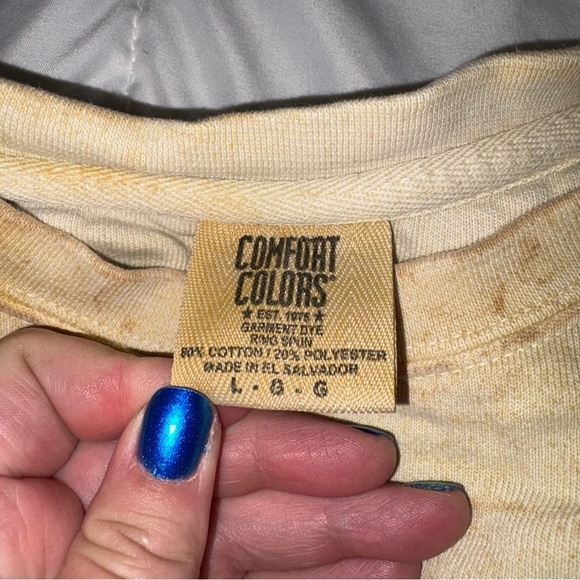 COMFORT
COLORS
★ EST. 1975 ★
GARMENT DYE
RING SPUN
80% COTTON / 20% POLYESTER
MADE IN EL SALVADOR
L - G - G